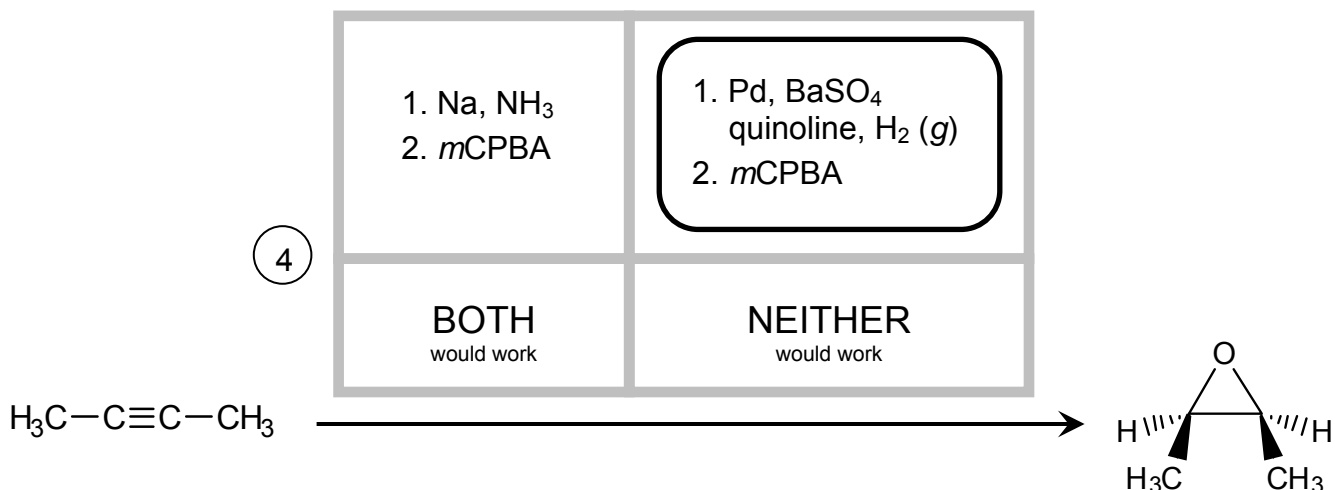 1. Na, NH₃
2. mCPBA
1. Pd, BaSO₄
quinoline, H₂ (g)
2. mCPBA
4
BOTH
would work
NEITHER
would work
H₃C—C≡C—CH₃
O
H
H
H₃C
CH₃